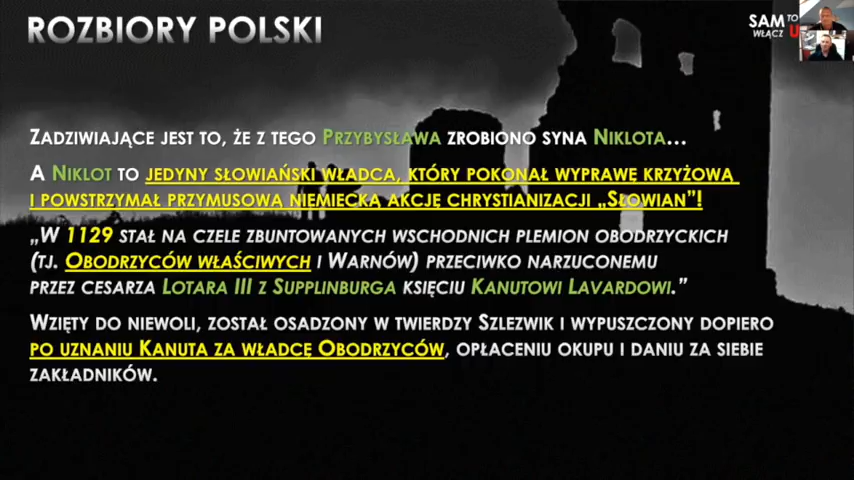 ROZBIORY POLSKI
SAM TO
WŁĄCZ U
ZADZIWIAJĄCE JEST TO, ŻE Z TEGO PRZYBYSŁAWA ZROBIONO SYNA NIKLOTA...
A NIKLOT TO JEDYNY SŁOWIAŃSKI WŁADCA, KTÓRY POKONAŁ WYPRAWĘ KRZYŻOWĄ
I POWSTRZYMAŁ PRZYMUSOWĄ NIEMIECKĄ AKCJĘ CHRYSTIANIZACJI „SŁOWIAN”!
„W 1129 STAŁ NA CZELE ZBUNTOWANYCH WSCHODNICH PLEMION OBODRZYCKICH
(TJ. OBODRZYCÓW WŁAŚCIWYCH I WARNÓW) PRZECIWKO NARZUCONEMU
PRZEZ CESARZA LOTARA III Z SUPPLINBURGA KSIĘCIU KANUTOWI LAVARDOWI.”
WZIĘTY DO NIEWOLI, ZOSTAŁ OSADZONY W TWIERDZY SZLEZWIK I WYPUSZCZONY DOPIERO
PO UZNANIU KANUTA ZA WŁADCĘ OBODRZYCÓW, OPŁACENIU OKUPU I DANIU ZA SIEBIE
ZAKŁADNIKÓW.